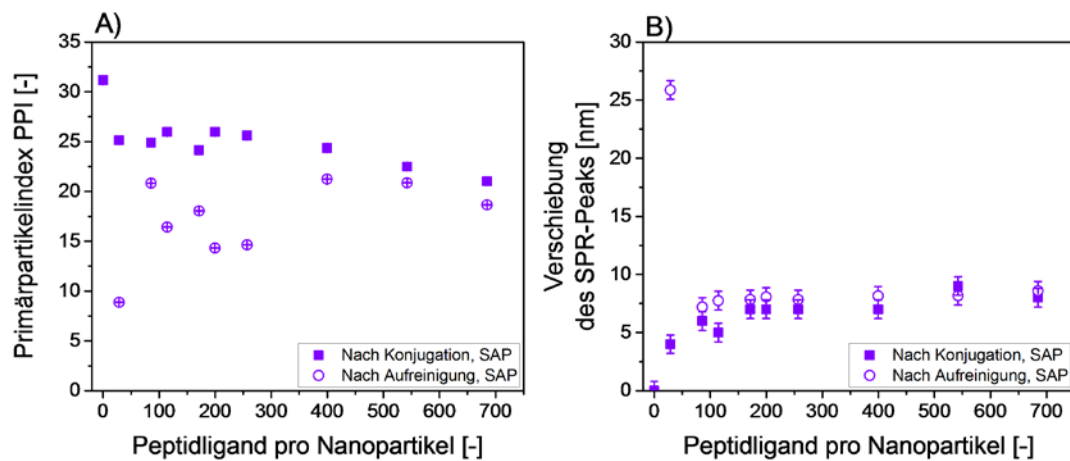 A)
Primärpartikelindex PPI [-]
35
30
25
20
15
10
5
0
0 100 200 300 400 500 600 700
Peptidligand pro Nanopartikel [-]
Nach Konjugation, SAP
Nach Aufreinigung, SAP
B)
Verschiebung
des SPR-Peaks [nm]
30
25
20
15
10
5
0
0 100 200 300 400 500 600 700
Peptidligand pro Nanopartikel [-]
Nach Konjugation, SAP
Nach Aufreinigung, SAP